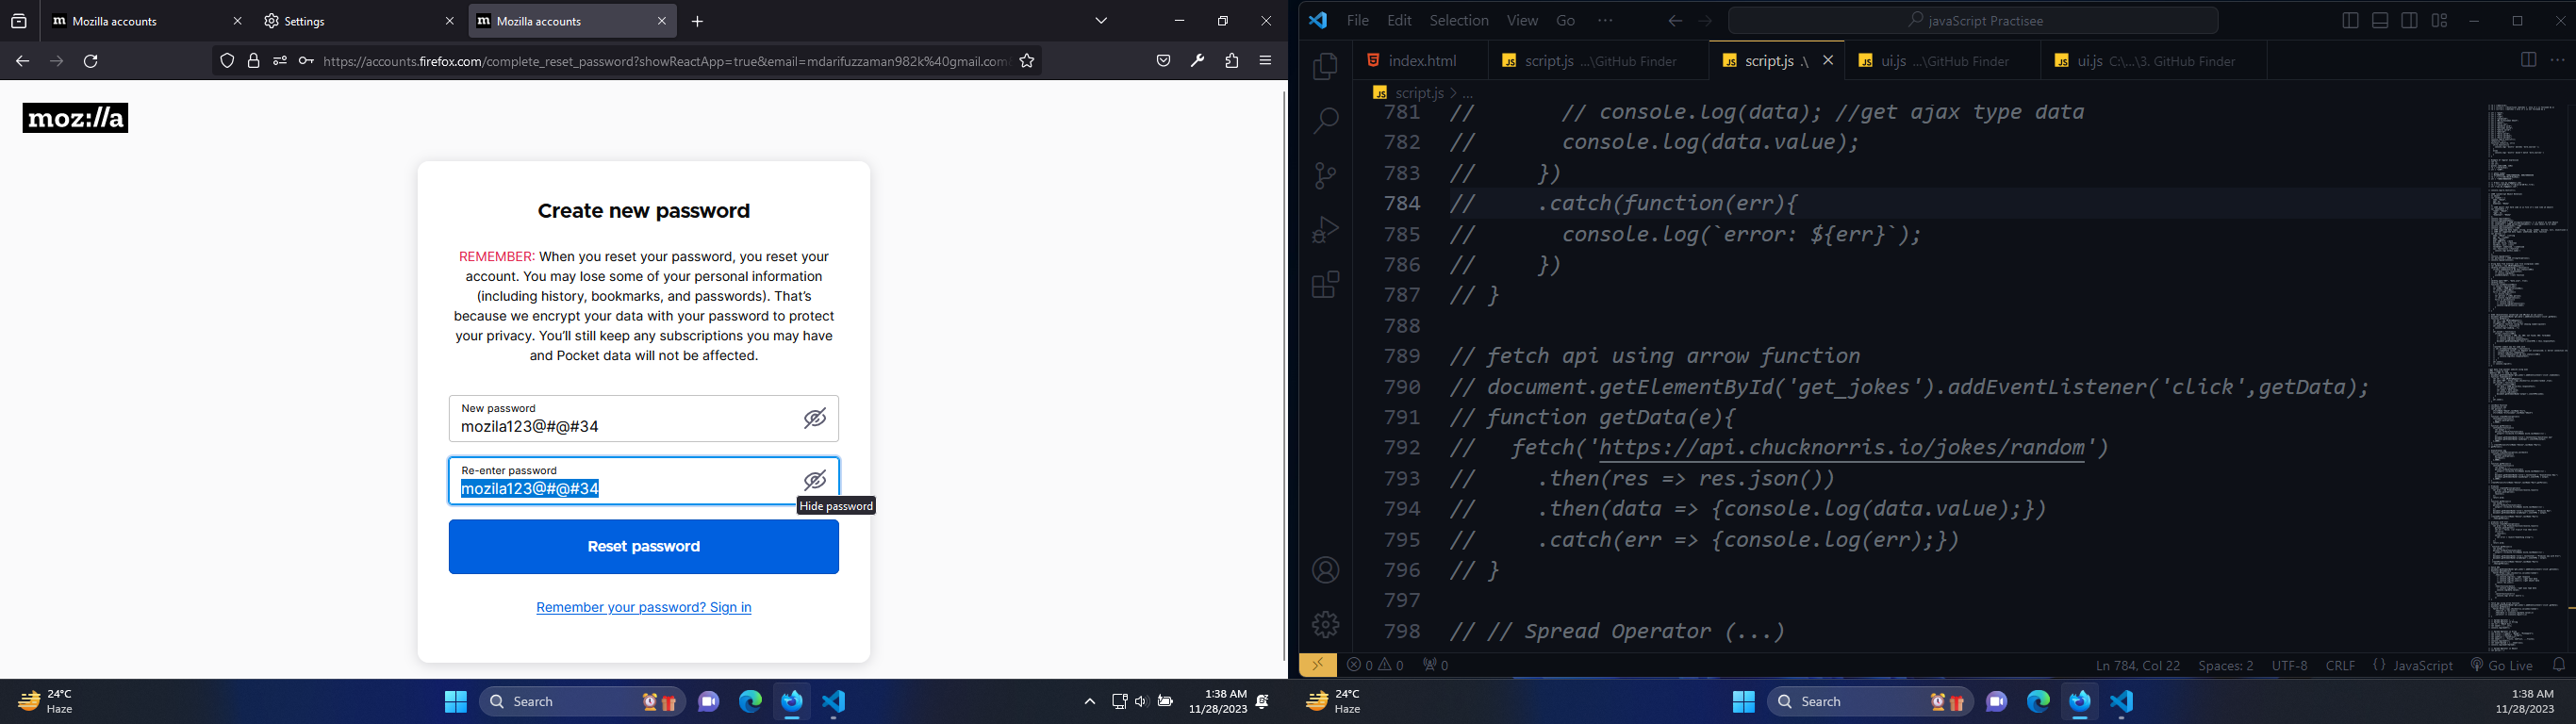 Mozilla accounts
Settings
Mozilla accounts
https://accounts.firefox.com/complete_reset_password?showReactApp=true&email=mdarifuzzaman982k%40gmail.com
moz://a
Create new password
REMEMBER: When you reset your password, you reset your
account. You may lose some of your personal information
(including history, bookmarks, and passwords). That’s
because we encrypt your data with your password to protect
your privacy. You’ll still keep any subscriptions you may have
and Pocket data will not be affected.
New password
mozila123@#@#34
Re-enter password
mozila123@#@#34
Hide password
Reset password
Remember your password? Sign in
24°C
Haze
Search
1:38 AM
11/28/2023
File Edit Selection View Go ···
javaScript Practisee
index.html
script.js ...\GitHub Finder
script.js .\
ui.js ...\GitHub Finder
ui.js C:\...\3. GitHub Finder
script.js > ...
781 // // console.log(data); //get ajax type data
782 // console.log(data.value);
783 // })
784 // .catch(function(err){
785 // console.log(`error: ${err}`);
786 // })
787 // }
788
789 // fetch api using arrow function
790 // document.getElementById('get_jokes').addEventListener('click',getData);
791 // function getData(e){
792 // fetch('https://api.chucknorris.io/jokes/random')
793 // .then(res => res.json())
794 // .then(data => {console.log(data.value);})
795 // .catch(err => {console.log(err);})
796 // }
797
798 // // Spread Operator (...)
0 0 0
Ln 784, Col 22 Spaces: 2 UTF-8 CRLF {} JavaScript Go Live
24°C
Haze
Search
1:38 AM
11/28/2023